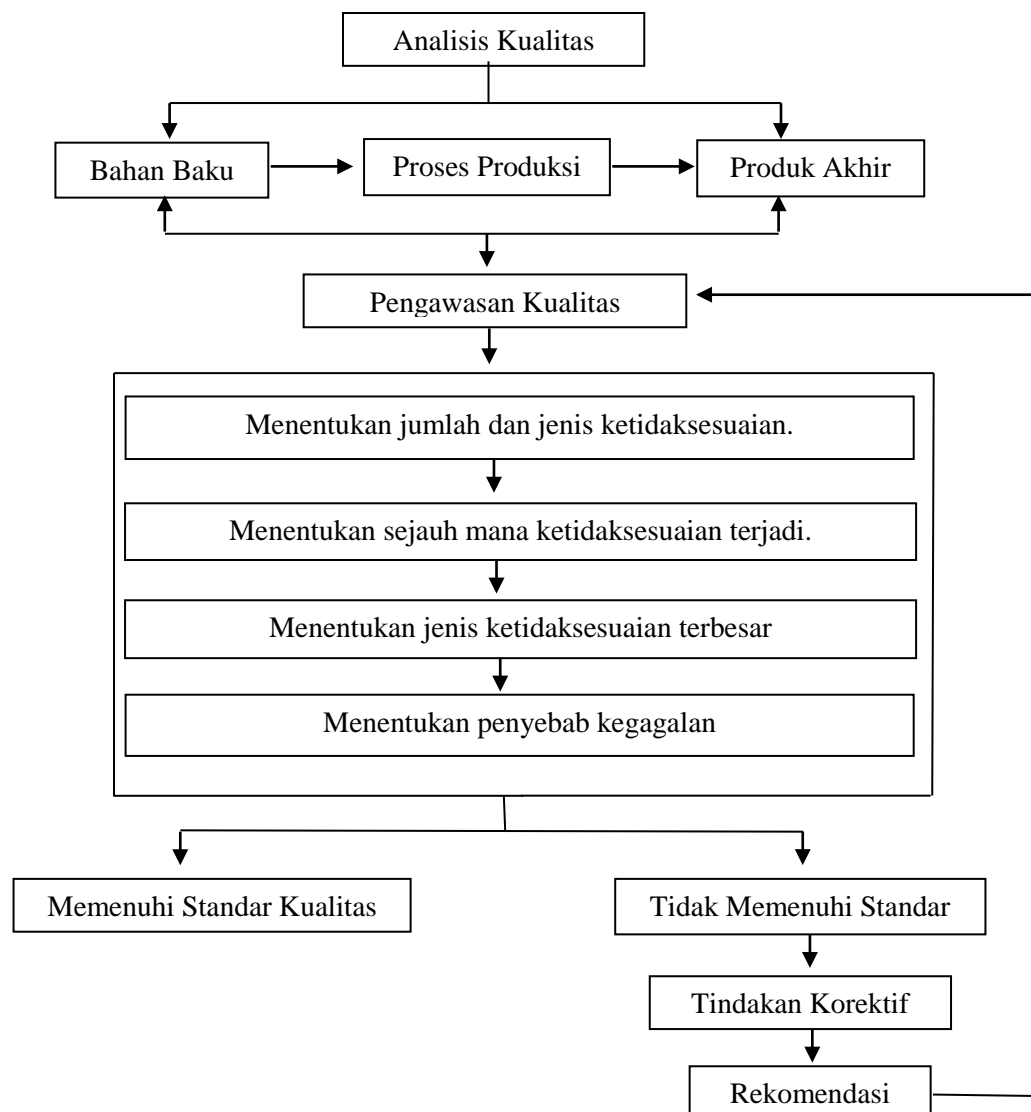 Analisis Kualitas
Bahan Baku
Proses Produksi
Produk Akhir
Pengawasan Kualitas
Menentukan jumlah dan jenis ketidaksesuaian.
Menentukan sejauh mana ketidaksesuaian terjadi.
Menentukan jenis ketidaksesuaian terbesar
Menentukan penyebab kegagalan
Memenuhi Standar Kualitas
Tidak Memenuhi Standar
Tindakan Korektif
Rekomendasi